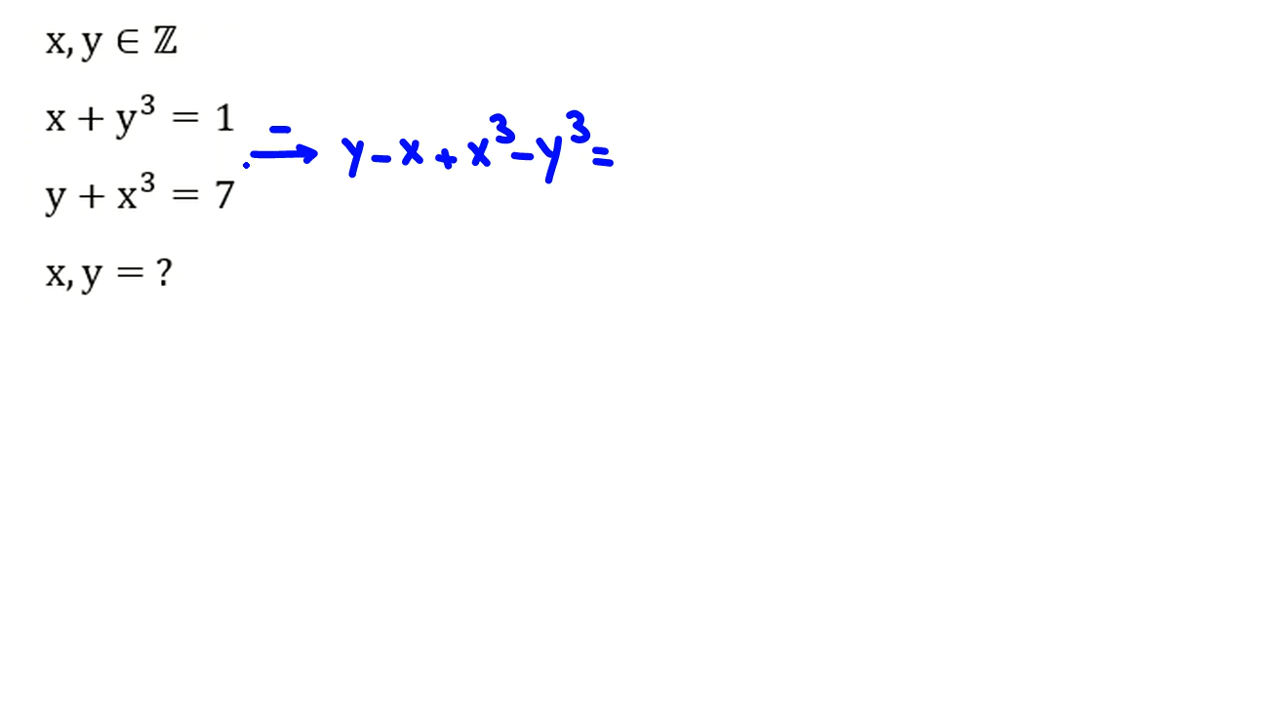 x, y ∈ ℤ
x + y³ = 1
− → y − x + x³ − y³ =
y + x³ = 7
x, y = ?